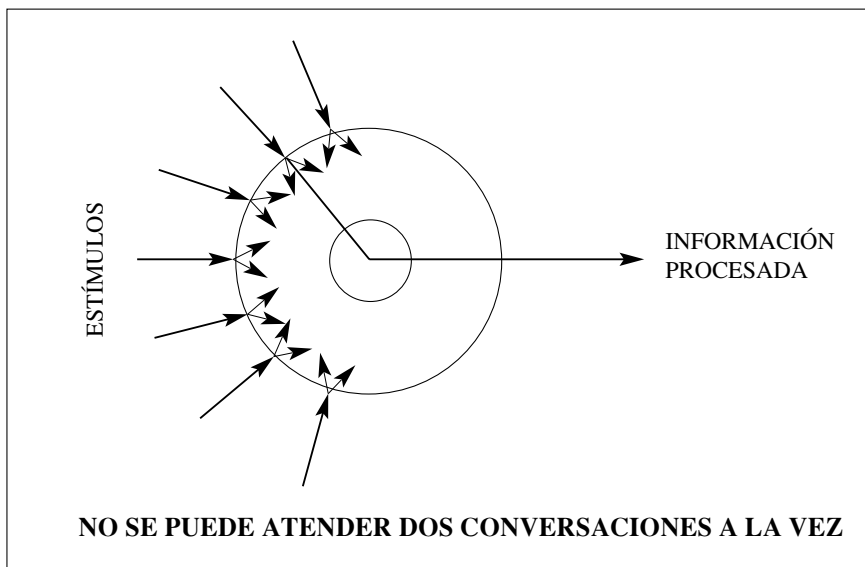 ESTÍMULOS
INFORMACIÓN
PROCESADA
NO SE PUEDE ATENDER DOS CONVERSACIONES A LA VEZ